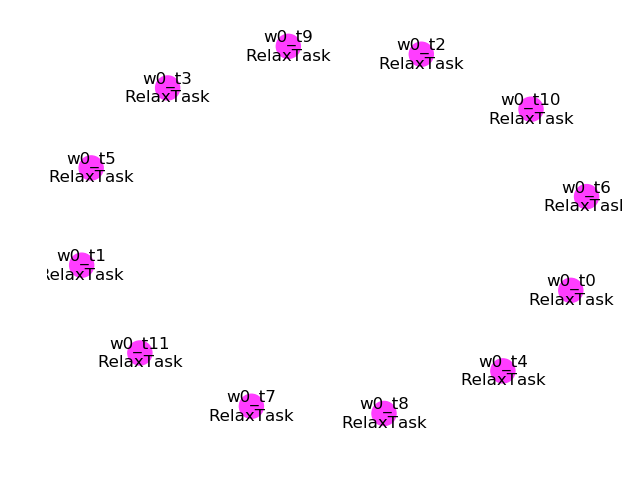 w0_t9
RelaxTask
w0_t2
RelaxTask
w0_t3
RelaxTask
w0_t10
RelaxTask
w0_t5
RelaxTask
w0_t6
RelaxTask
w0_t1
RelaxTask
w0_t0
RelaxTask
w0_t11
RelaxTask
w0_t4
RelaxTask
w0_t7
RelaxTask
w0_t8
RelaxTask